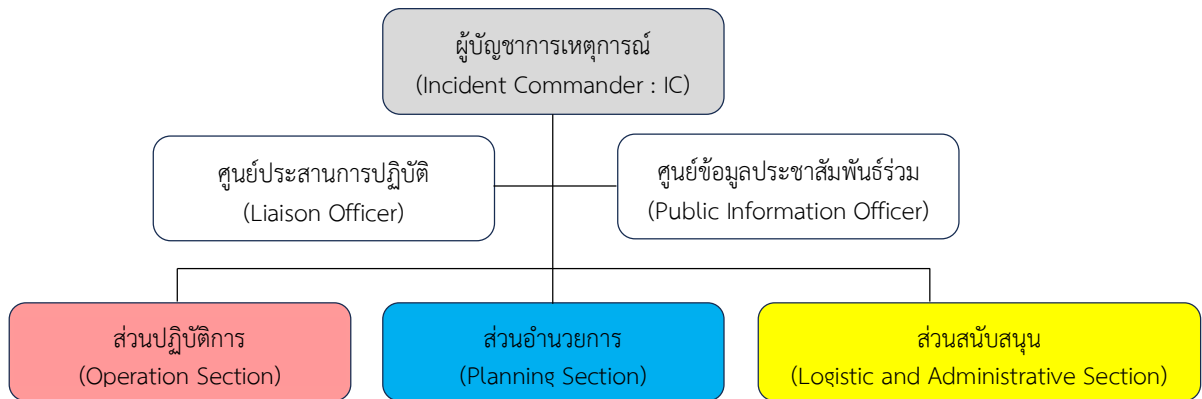 ผู้บัญชาการเหตุการณ์
(Incident Commander : IC)
ศูนย์ประสานการปฏิบัติ
(Liaison Officer)
ศูนย์ข้อมูลประชาสัมพันธ์ร่วม
(Public Information Officer)
ส่วนปฏิบัติการ
(Operation Section)
ส่วนอำนวยการ
(Planning Section)
ส่วนสนับสนุน
(Logistic and Administrative Section)